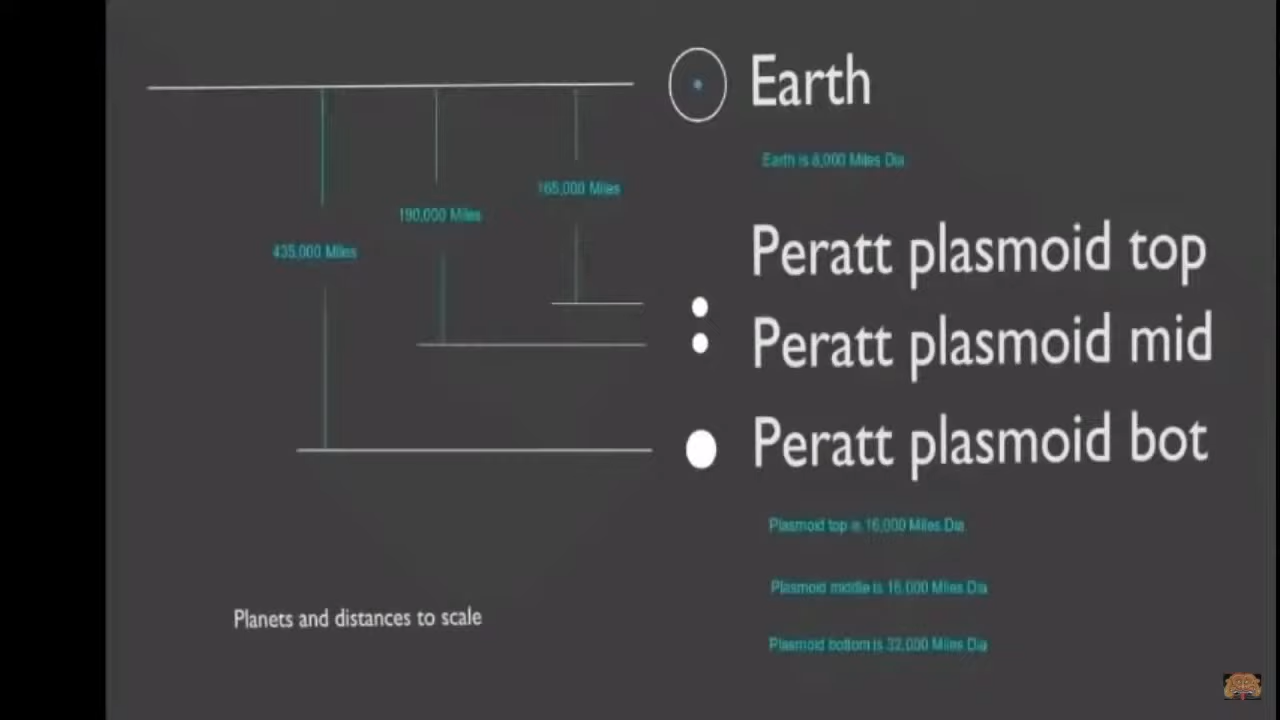 Earth
Earth is 8,000 Miles Dia
165,000 Miles
190,000 Miles
435,000 Miles
Peratt plasmoid top
Peratt plasmoid mid
Peratt plasmoid bot
Plasmoid top is 16,000 Miles Dia
Plasmoid middle is 16,000 Miles Dia
Plasmoid bottom is 32,000 Miles Dia
Planets and distances to scale